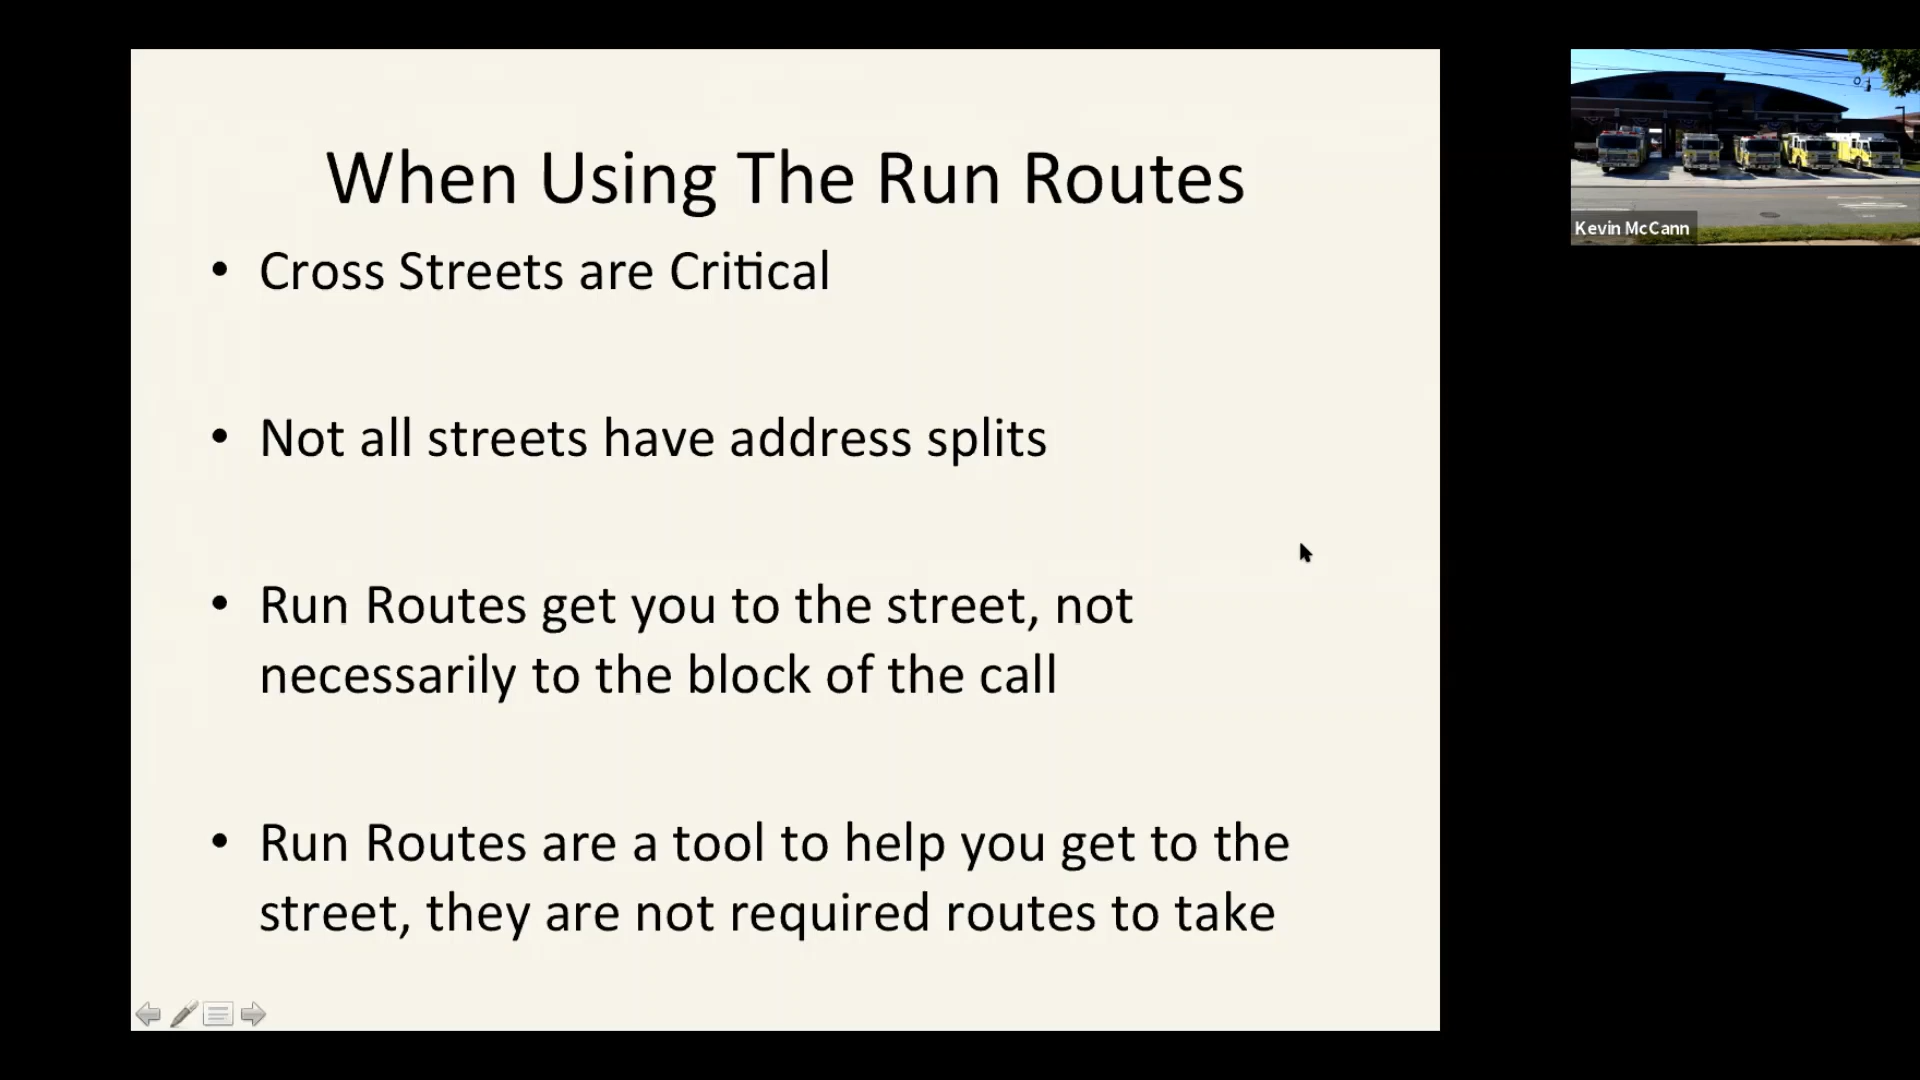 When Using The Run Routes
• Cross Streets are Critical
• Not all streets have address splits
• Run Routes get you to the street, not
necessarily to the block of the call
• Run Routes are a tool to help you get to the
street, they are not required routes to take
Kevin McCann